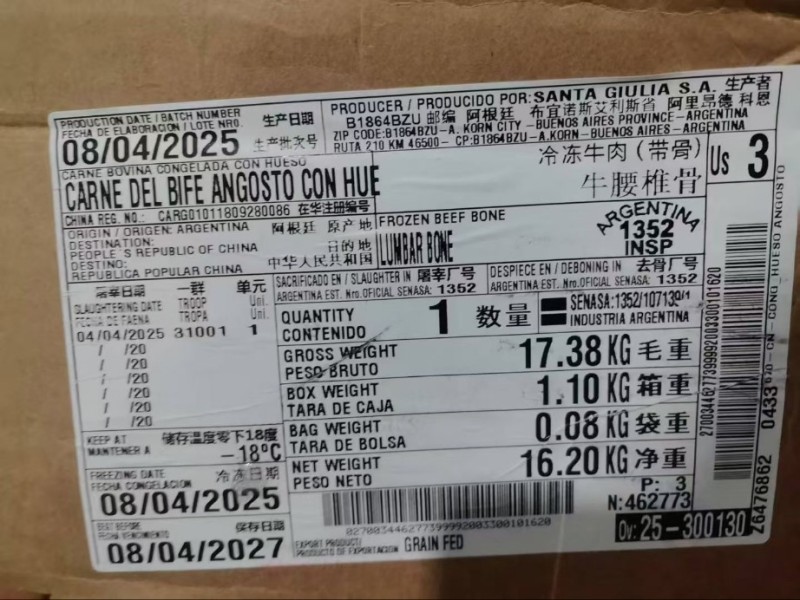 PRODUCTION DATE / BATCH NUMBER 生产日期
FECHA DE ELABORACION / LOTE NRO.
08/04/2025 生产批次号
PRODUCER / PRODUCIDO POR: SANTA GIULIA S.A. 生产者
B1864BZU 邮编 阿根廷 布宜诺斯艾利斯省 阿里昂德 科恩
ZIP CODE:B1864BZU-A. KORN CITY - BUENOS AIRES PROVINCE-ARGENTINA
RUTA 210 KM 46500 - CP:B1864BZU-A.KORN- BUENOS AIRES - ARGENTINA
CARNE BOVINA CONGELADA CON HUESO
CARNE DEL BIFE ANGOSTO CON HUE
冷冻牛肉 (带骨)
牛腰椎骨
Us 3
CHINA REG. NO.: CARG01011809280086 在华注册编号
ORIGIN / ORIGEN: ARGENTINA 阿根廷 原产地
DESTINATION: 目的地
PEOPLE´S REPUBLIC OF CHINA
DESTINO: 中华人民共和国
REPUBLICA POPULAR CHINA
FROZEN BEEF BONE
LUMBAR BONE
ARGENTINA
1352
INSP
屠宰日期 一群 单元
SLAUGHTERING DATE TROOP Uni.
FECHA DE FAENA TROPA Uni.
04/04/2025 31001 1
/ /20
/ /20
/ /20
/ /20
/ /20
SACRIFICADO EN / SLAUGHTER IN 屠宰厂号
ARGENTINA EST. Nro.OFICIAL SENASA: 1352
DESPIECE EN / DEBONING IN 去骨厂号
ARGENTINA EST. Nro.OFICIAL SENASA: 1352
QUANTITY
CONTENIDO 1 数量
SENASA:1352/107139/1
INDUSTRIA ARGENTINA
GROSS WEIGHT
PESO BRUTO 17.38 KG 毛重
BOX WEIGHT
TARA DE CAJA 1.10 KG 箱重
BAG WEIGHT
TARA DE BOLSA 0.08 KG 袋重
NET WEIGHT
PESO NETO 16.20 KG 净重
KEEP AT 储存温度零下18度
MANTENER A -18ºC
FREEZING DATE 冷冻日期
FECHA CONGELACION
08/04/2025
BEST BEFORE 保存日期
FECHA VENCIMIENTO
08/04/2027
P: 3
N:462773
027003446277399992003300101620
EXPORT PRODUCT/
PRODUCTO DE EXPORTACION GRAIN FED
Ov: 25-300130
Z6476862